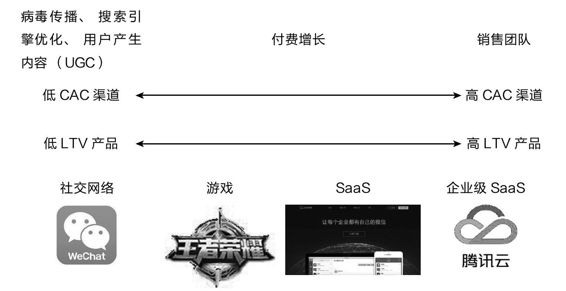 病毒传播、 搜索引
擎优化、 用户产生
内容（UGC）
付费增长
销售团队
低 CAC 渠道
高 CAC 渠道
低 LTV 产品
高 LTV 产品
社交网络
游戏
SaaS
企业级 SaaS
WeChat
王者荣耀
让每个企业都有自己的微信
腾讯云